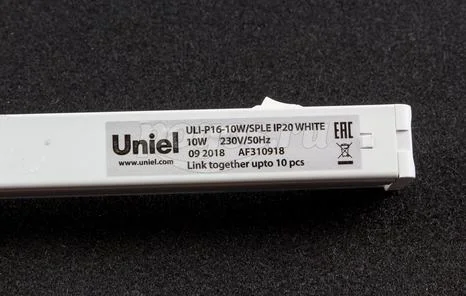 Uniel
www.uniel.com
ULI-P16-10W/SPLE IP20 WHITE
10W 230V/50Hz
09 2018 AF310918
Link together upto 10 pcs
EAC